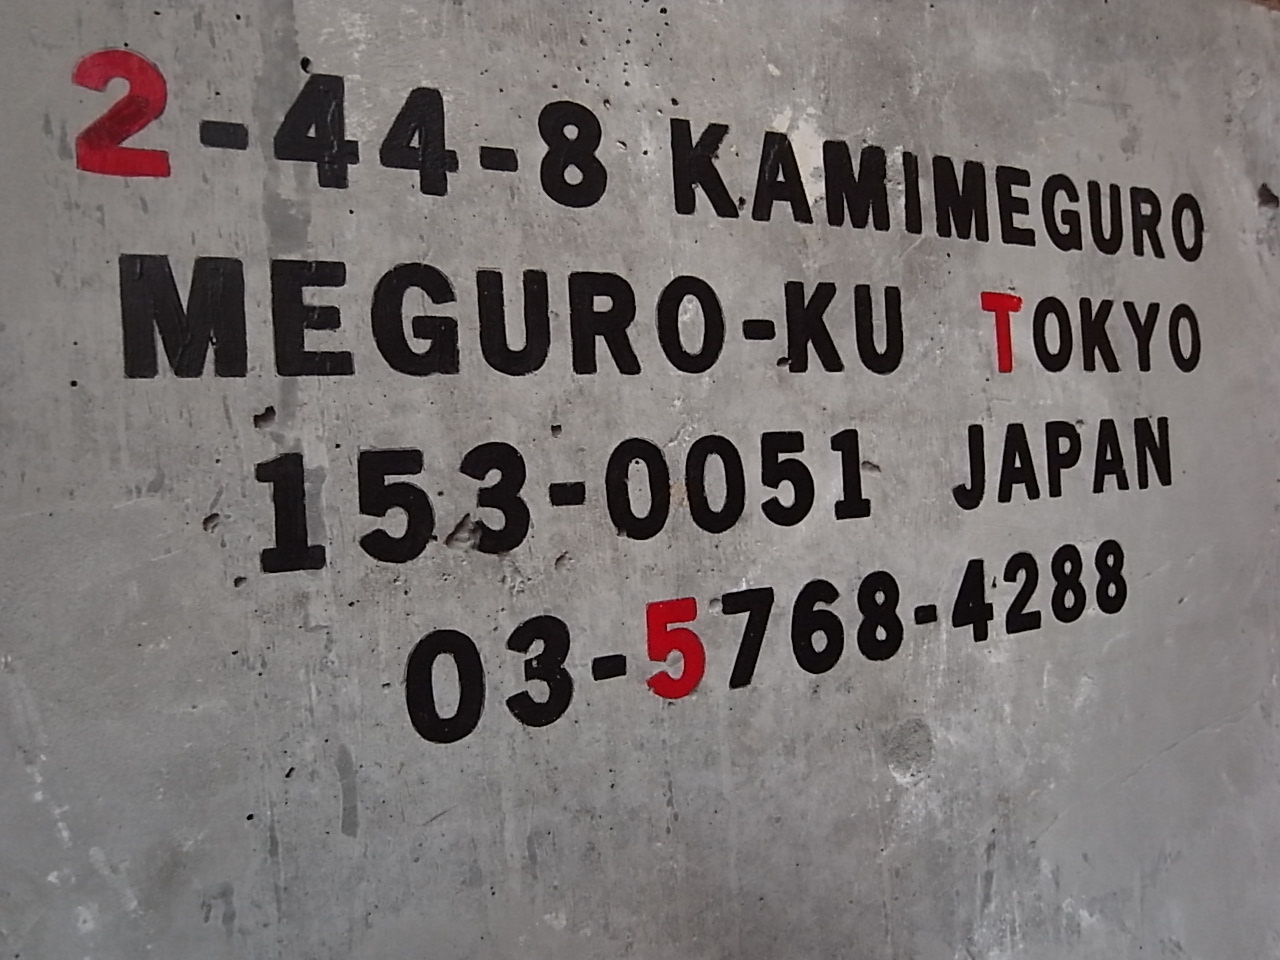 2-44-8 KAMIMEGURO
MEGURO-KU TOKYO
153-0051 JAPAN
03-5768-4288